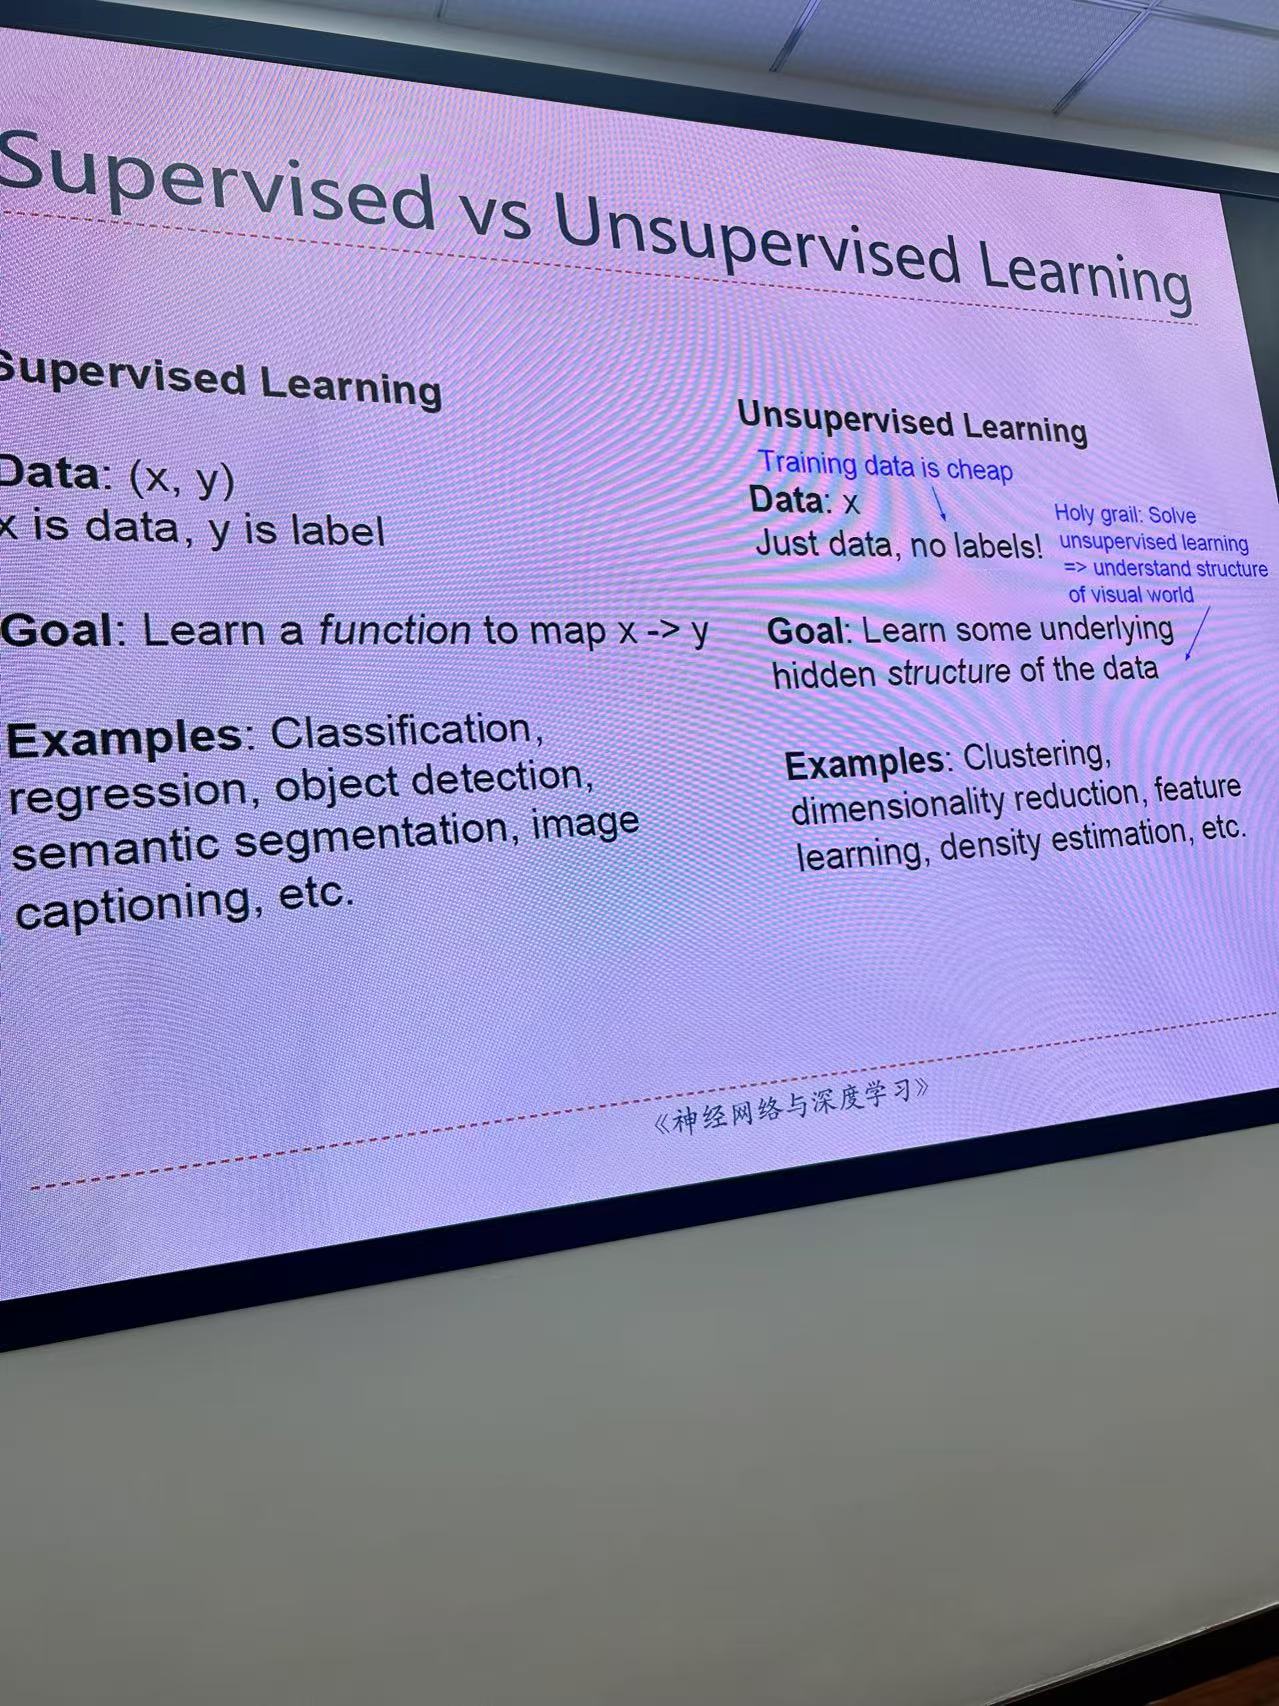 Supervised vs Unsupervised Learning
Supervised Learning
Data: (x, y)
x is data, y is label
Goal: Learn a function to map x -> y
Examples: Classification,
regression, object detection,
semantic segmentation, image
captioning, etc.
Unsupervised Learning
Training data is cheap
Data: x
Just data, no labels!
Holy grail: Solve
unsupervised learning
=> understand structure
of visual world
Goal: Learn some underlying
hidden structure of the data
Examples: Clustering,
dimensionality reduction, feature
learning, density estimation, etc.
《神经网络与深度学习》